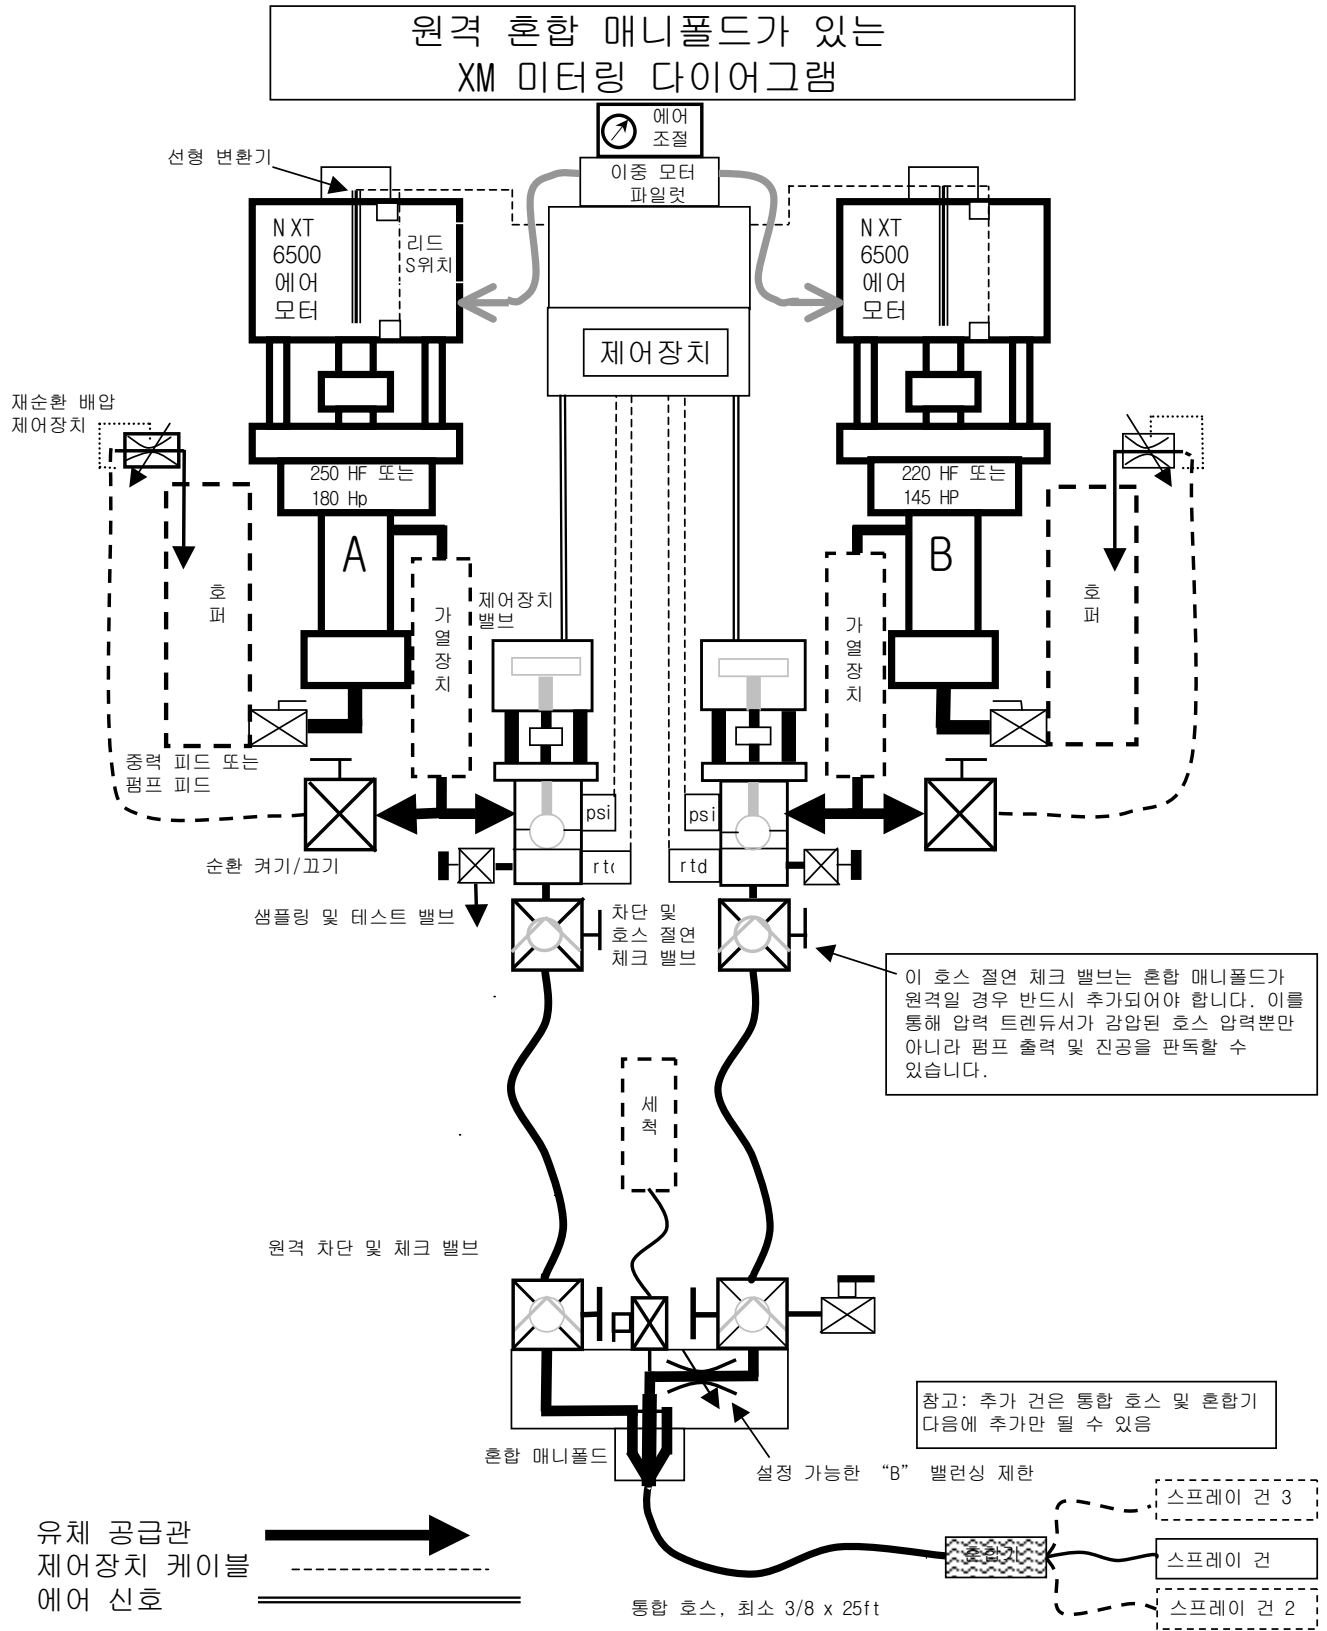 원격 혼합 매니폴드가 있는
XM 미터링 다이어그램
에어
조절
이중 모터
파일럿
선형 변환기
NXT
6500
에어
모터
리드
S위치
NXT
6500
에어
모터
제어장치
재순환 배압
제어장치
250 HF 또는
180 Hp
220 HF 또는
145 HP
A
B
호
퍼
가
열
장
치
제어장치
밸브
가
열
장
치
호
퍼
중력 피드 또는
펌프 피드
psi
psi
순환 켜기/끄기
rtd
샘플링 및 테스트 밸브
차단 및
호스 절연
체크 밸브
이 호스 절연 체크 밸브는 혼합 매니폴드가
원격일 경우 반드시 추가되어야 합니다. 이를
통해 압력 트렌듀서가 감압된 호스 압력뿐만
아니라 펌프 출력 및 진공을 판독할 수
있습니다.
세
척
원격 차단 및 체크 밸브
참고: 추가 건은 통합 호스 및 혼합기
다음에 추가만 될 수 있음
혼합 매니폴드
설정 가능한 “B” 밸런싱 제한
스프레이 건 3
유체 공급관
제어장치 케이블
에어 신호
혼합기
스프레이 건
스프레이 건 2
통합 호스, 최소 3/8 x 25ft